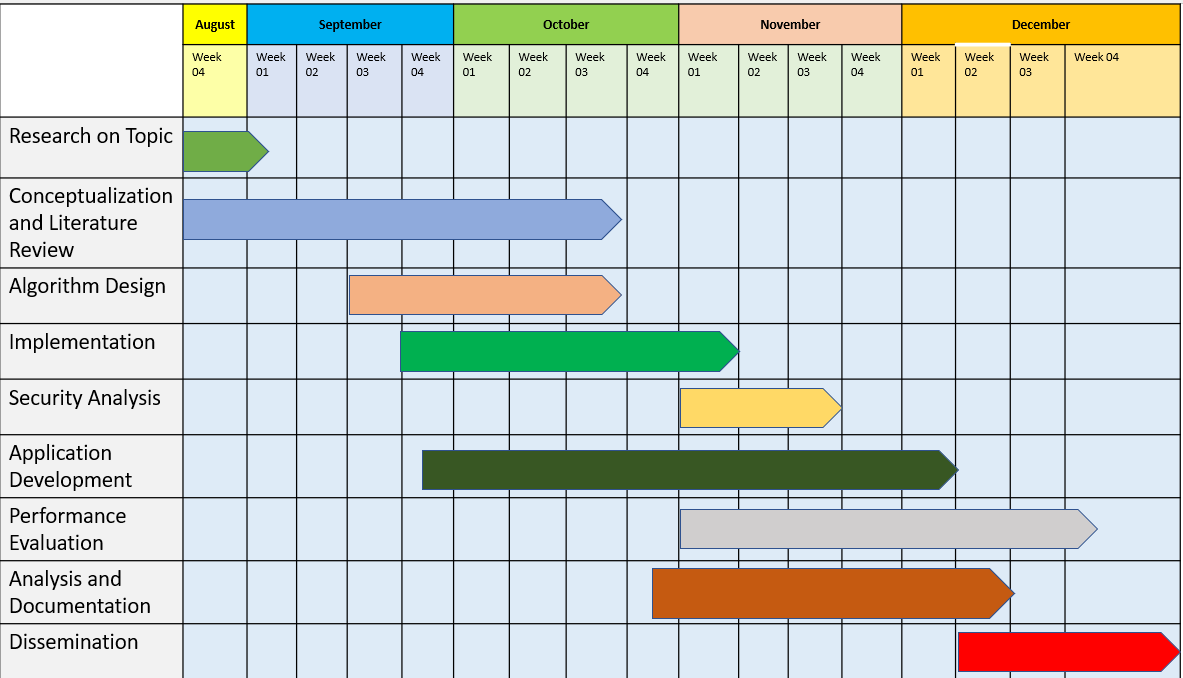 August September October November December
Week Week Week Week Week Week Week Week Week Week Week Week Week Week Week Week Week 04
04 01 02 03 04 01 02 03 04 01 02 03 04 01 02 03
Research on Topic
Conceptualization
and Literature
Review
Algorithm Design
Implementation
Security Analysis
Application
Development
Performance
Evaluation
Analysis and
Documentation
Dissemination